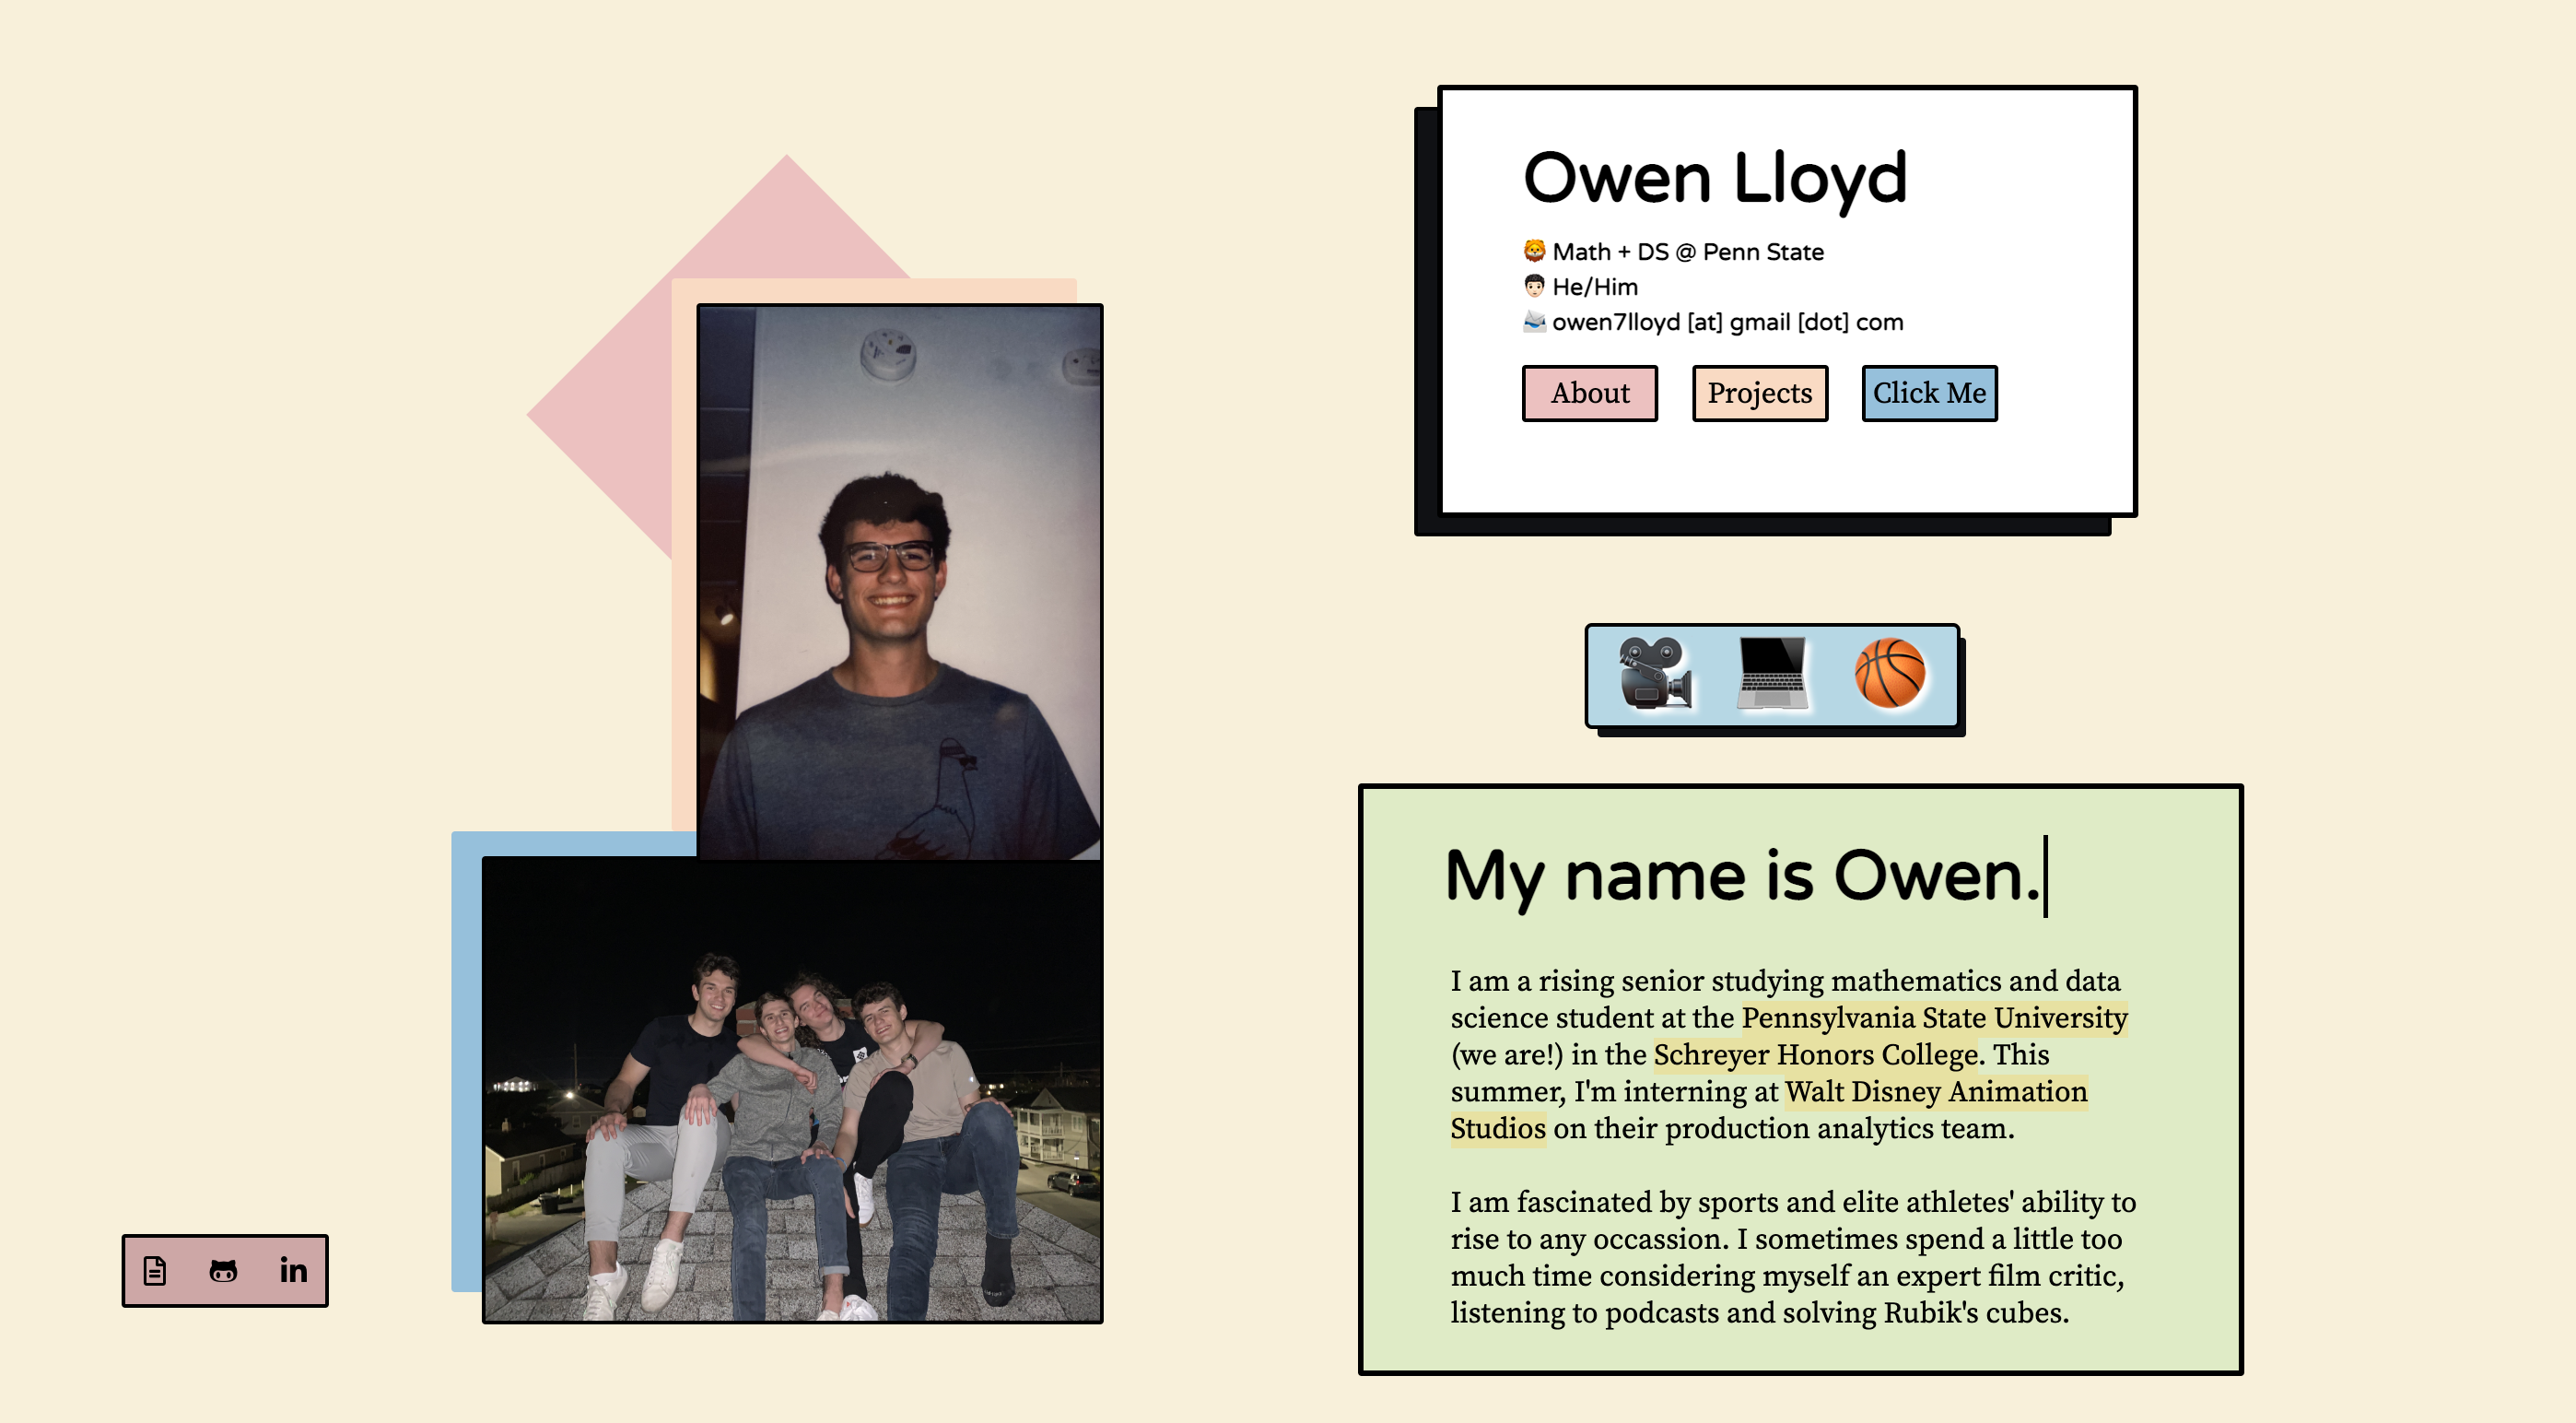 Owen Lloyd
Math + DS @ Penn State
He/Him
owen7lloyd [at] gmail [dot] com
About
Projects
Click Me
My name is Owen.
I am a rising senior studying mathematics and data
science student at the Pennsylvania State University
(we are!) in the Schreyer Honors College. This
summer, I'm interning at Walt Disney Animation
Studios on their production analytics team.
I am fascinated by sports and elite athletes' ability to
rise to any occassion. I sometimes spend a little too
much time considering myself an expert film critic,
listening to podcasts and solving Rubik's cubes.
in